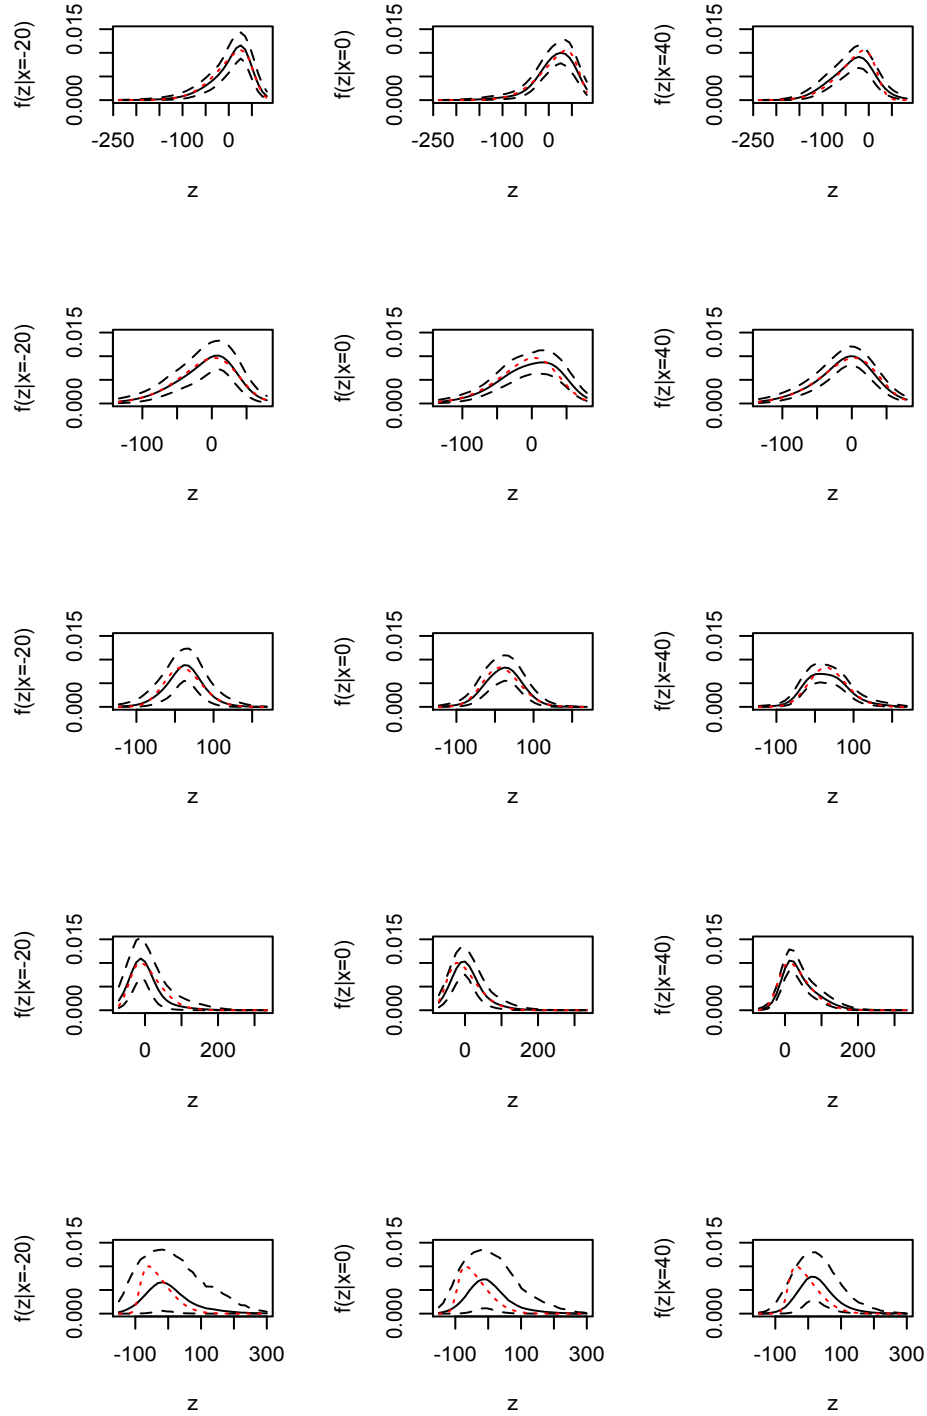 f(z|x=-20) 0.000 0.015 f(z|x=0) 0.000 0.015 f(z|x=40) 0.000 0.015
-250 -100 0 -250 -100 0 -250 -100 0
z z z
f(z|x=-20) 0.000 0.015 f(z|x=0) 0.000 0.015 f(z|x=40) 0.000 0.015
-100 0 -100 0 -100 0
z z z
f(z|x=-20) 0.000 0.015 f(z|x=0) 0.000 0.015 f(z|x=40) 0.000 0.015
-100 100 -100 100 -100 100
z z z
f(z|x=-20) 0.000 0.015 f(z|x=0) 0.000 0.015 f(z|x=40) 0.000 0.015
0 200 0 200 0 200
z z z
f(z|x=-20) 0.000 0.015 f(z|x=0) 0.000 0.015 f(z|x=40) 0.000 0.015
-100 100 300 -100 100 300 -100 100 300
z z z